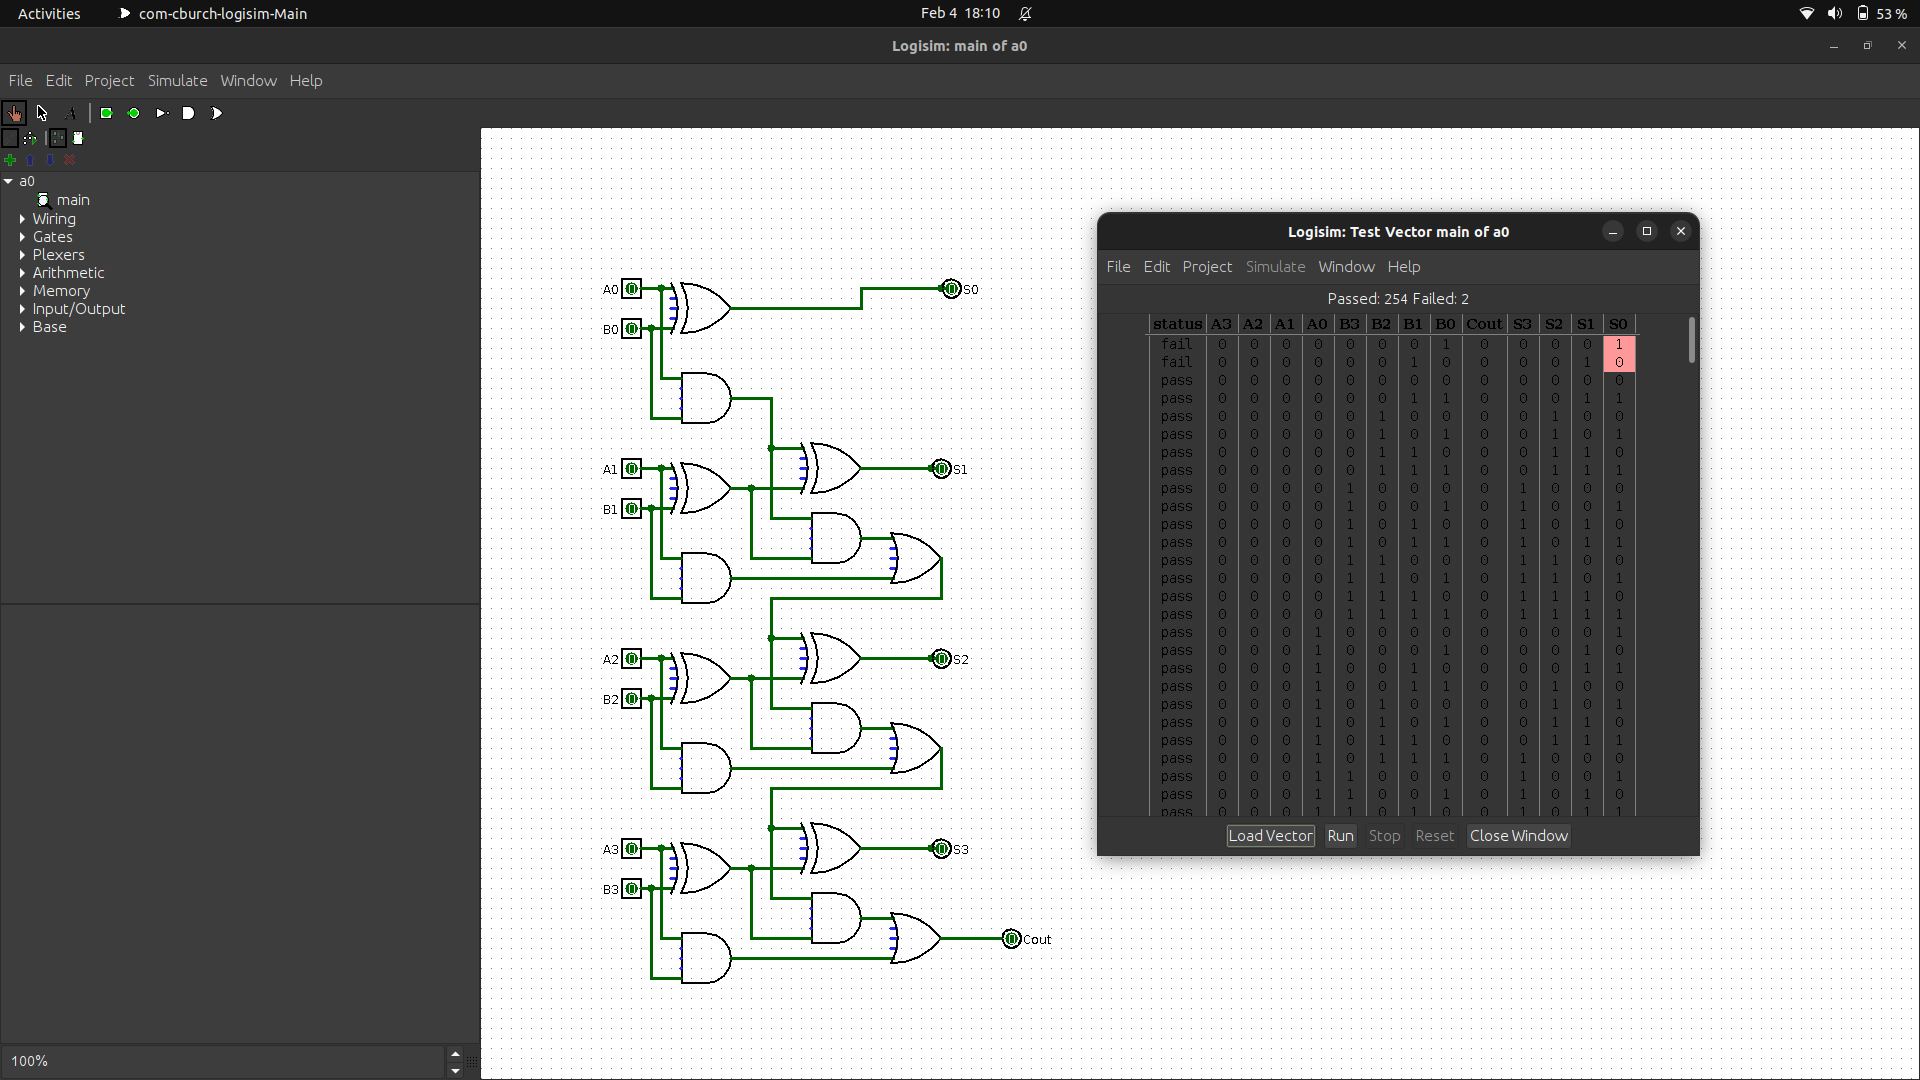 Activities com-cburch-logisim-Main Feb 4 18:10 53 %
Logisim: main of a0
File Edit Project Simulate Window Help
a0
main
Wiring
Gates
Plexers
Arithmetic
Memory
Input/Output
Base
100%
A0
B0
S0
A1
B1
S1
A2
B2
S2
A3
B3
S3
Cout
Logisim: Test Vector main of a0
File Edit Project Simulate Window Help
Passed: 254 Failed: 2
status A3 A2 A1 A0 B3 B2 B1 B0 Cout S3 S2 S1 S0
fail 0 0 0 0 0 0 0 1 0 0 0 0 1
fail 0 0 0 0 0 0 1 0 0 0 0 1 0
pass 0 0 0 0 0 0 0 0 0 0 0 0 0
pass 0 0 0 0 0 0 1 1 0 0 0 1 1
pass 0 0 0 0 0 1 0 0 0 0 1 0 0
pass 0 0 0 0 0 1 0 1 0 0 1 0 1
pass 0 0 0 0 0 1 1 0 0 0 1 1 0
pass 0 0 0 0 0 1 1 1 0 0 1 1 1
pass 0 0 0 0 1 0 0 0 0 1 0 0 0
pass 0 0 0 0 1 0 0 1 0 1 0 0 1
pass 0 0 0 0 1 0 1 0 0 1 0 1 0
pass 0 0 0 0 1 0 1 1 0 1 0 1 1
pass 0 0 0 0 1 1 0 0 0 1 1 0 0
pass 0 0 0 0 1 1 0 1 0 1 1 0 1
pass 0 0 0 0 1 1 1 0 0 1 1 1 0
pass 0 0 0 0 1 1 1 1 0 1 1 1 1
pass 0 0 0 1 0 0 0 0 0 0 0 0 1
pass 0 0 0 1 0 0 0 1 0 0 0 1 0
pass 0 0 0 1 0 0 1 0 0 0 0 1 1
pass 0 0 0 1 0 0 1 1 0 0 1 0 0
pass 0 0 0 1 0 1 0 0 0 0 1 0 1
pass 0 0 0 1 0 1 0 1 0 0 1 1 0
pass 0 0 0 1 0 1 1 0 0 0 1 1 1
pass 0 0 0 1 0 1 1 1 0 1 0 0 0
pass 0 0 0 1 1 0 0 0 0 1 0 0 1
pass 0 0 0 1 1 0 0 1 0 1 0 1 0
pass 0 0 0 1 1 0 1 0 0 1 0 1 1
Load Vector Run Stop Reset Close Window